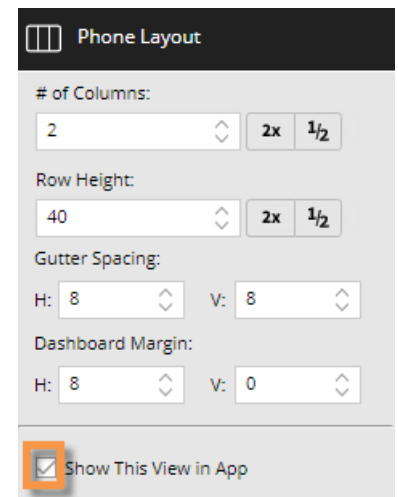 Phone Layout
# of Columns:
2 2x 1/2
Row Height:
40 2x 1/2
Gutter Spacing:
H: 8 V: 8
Dashboard Margin:
H: 8 V: 0
Show This View in App